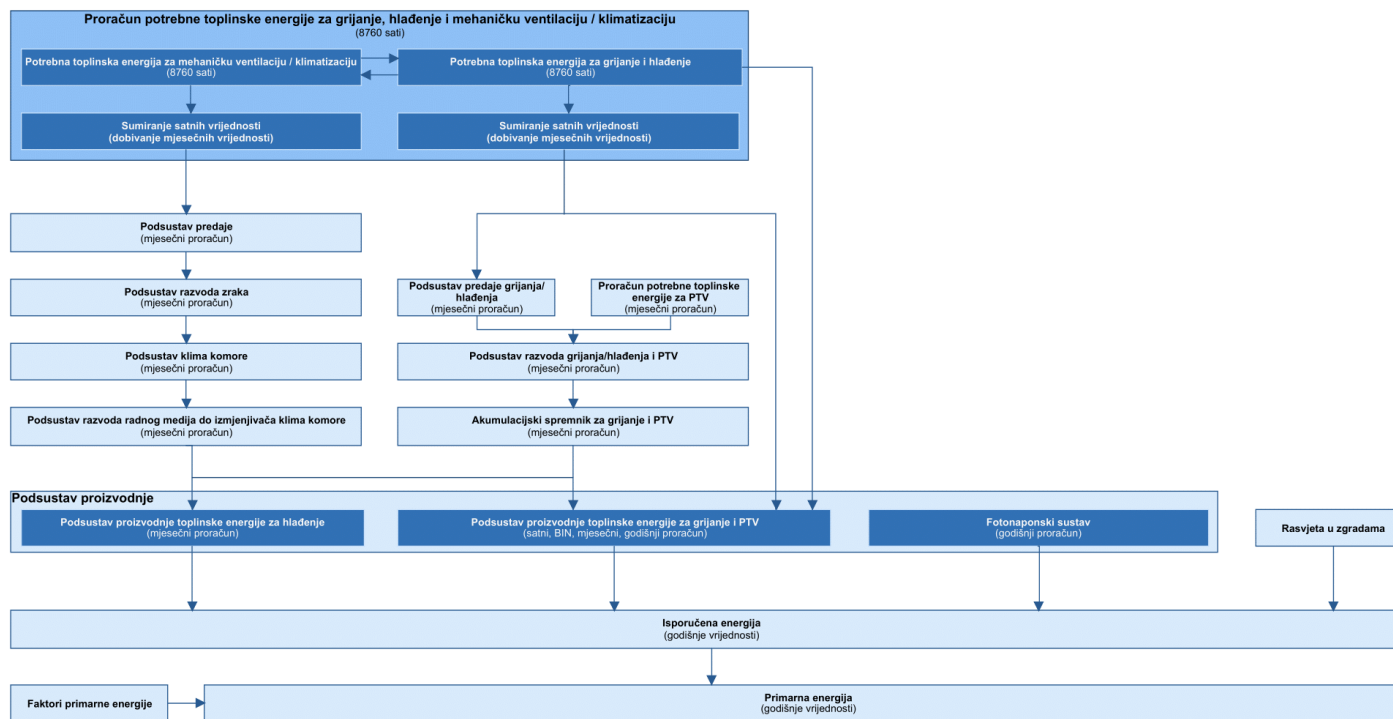 Proračun potrebne toplinske energije za grijanje, hlađenje i mehaničku ventilaciju / klimatizaciju
(8760 sati)
Potrebna toplinska energija za mehaničku ventilaciju / klimatizaciju
(8760 sati)
Potrebna toplinska energija za grijanje i hlađenje
(8760 sati)
Sumiranje satnih vrijednosti
(dobivanje mjesečnih vrijednosti)
Sumiranje satnih vrijednosti
(dobivanje mjesečnih vrijednosti)
Podsustav predaje
(mjesečni proračun)
Podsustav razvoda zraka
(mjesečni proračun)
Podsustav predaje grijanja/
hlađenja
(mjesečni proračun)
Proračun potrebne toplinske
energije za PTV
(mjesečni proračun)
Podsustav klima komore
(mjesečni proračun)
Podsustav razvoda grijanja/hlađenja i PTV
(mjesečni proračun)
Podsustav razvoda radnog medija do izmjenjivača klima komore
(mjesečni proračun)
Akumulacijski spremnik za grijanje i PTV
(mjesečni proračun)
Podsustav proizvodnje
Podsustav proizvodnje toplinske energije za hlađenje
(mjesečni proračun)
Podsustav proizvodnje toplinske energije za grijanje i PTV
(satni, BIN, mjesečni, godišnji proračun)
Fotonaponski sustav
(godišnji proračun)
Rasvjeta u zgradama
Isporučena energija
(godišnje vrijednosti)
Faktori primarne energije
Primarna energija
(godišnje vrijednosti)